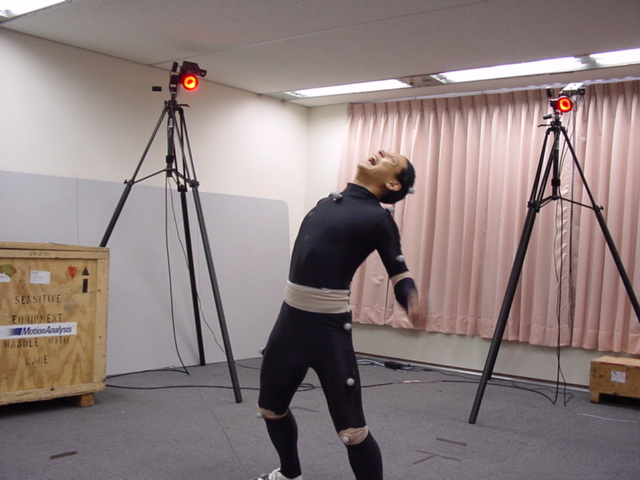 SENSITIVE
EQUIPMENT
MotionAnalysis
HANDLE WITH
CARE